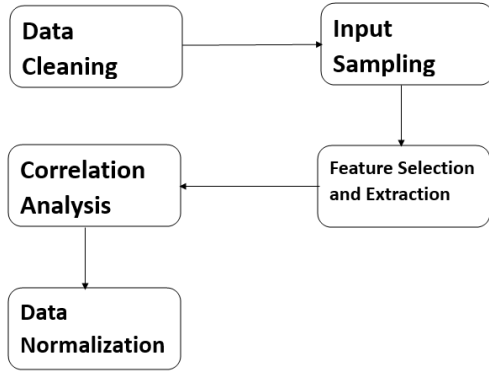 Data
Cleaning
Input
Sampling
Feature Selection
and Extraction
Correlation
Analysis
Data
Normalization